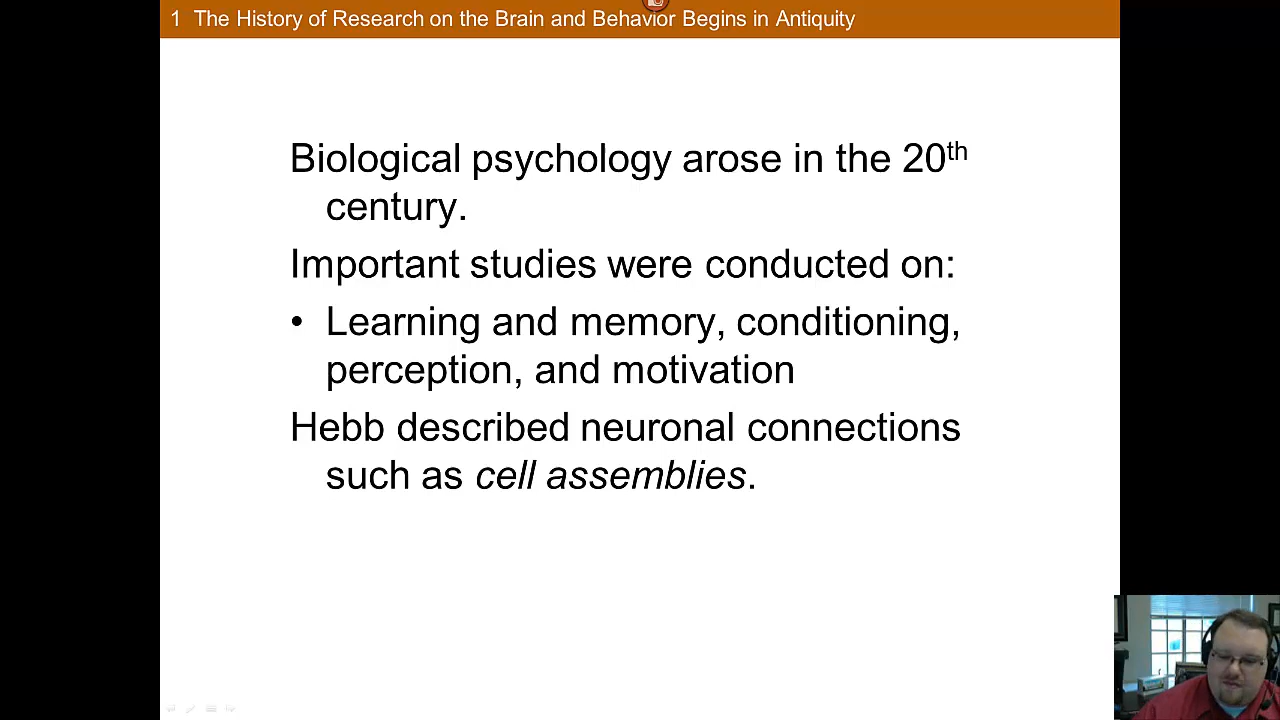 1 The History of Research on the Brain and Behavior Begins in Antiquity
Biological psychology arose in the 20th
century.
Important studies were conducted on:
• Learning and memory, conditioning,
perception, and motivation
Hebb described neuronal connections
such as cell assemblies.